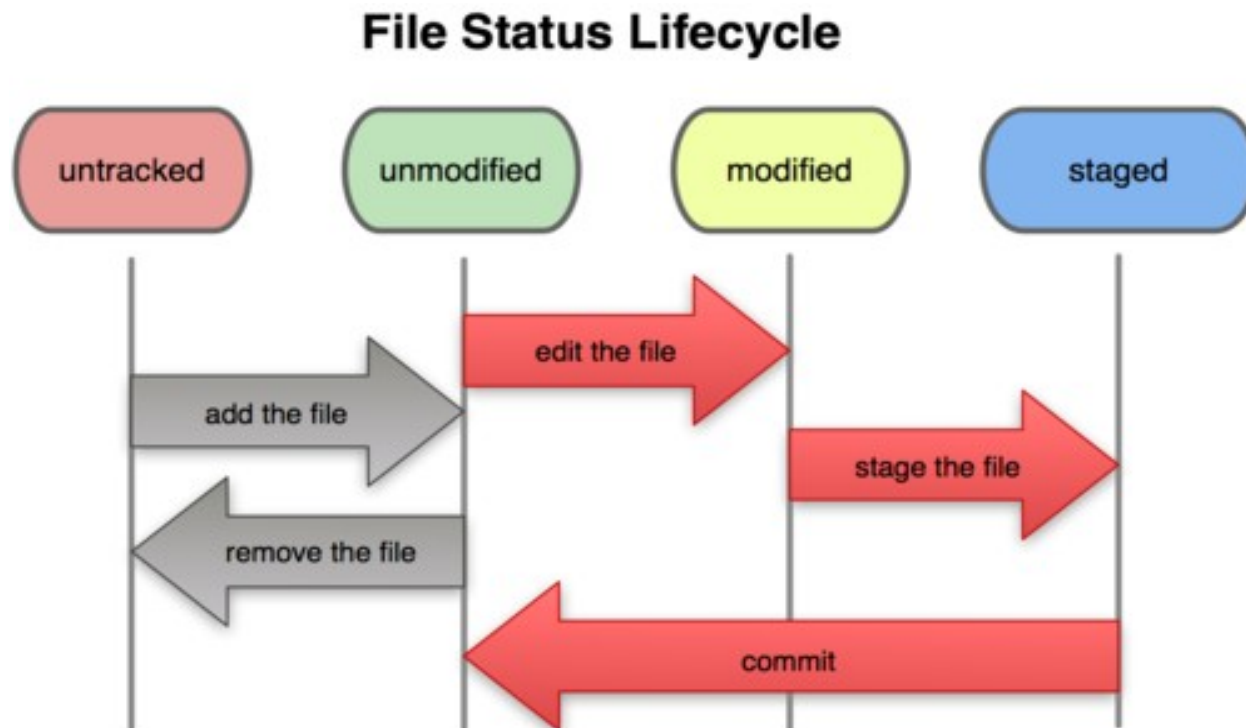 File Status Lifecycle
untracked
unmodified
modified
staged
edit the file
add the file
stage the file
remove the file
commit